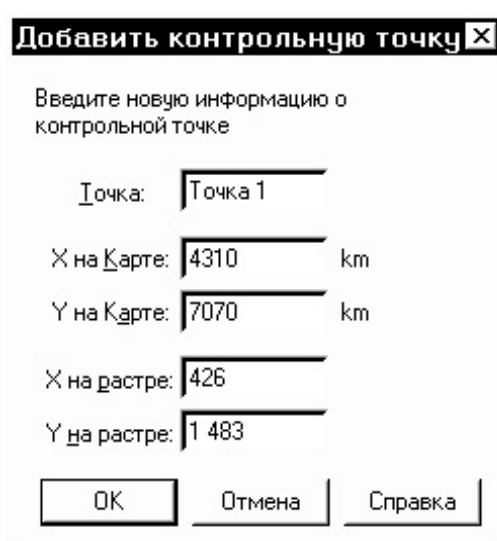 Добавить контрольную точку
Введите новую информацию о
контрольной точке
Точка: Точка 1
X на Карте: 4310 km
Y на Карте: 7070 km
X на растре: 426
Y на растре: 1 483
OK Отмена Справка